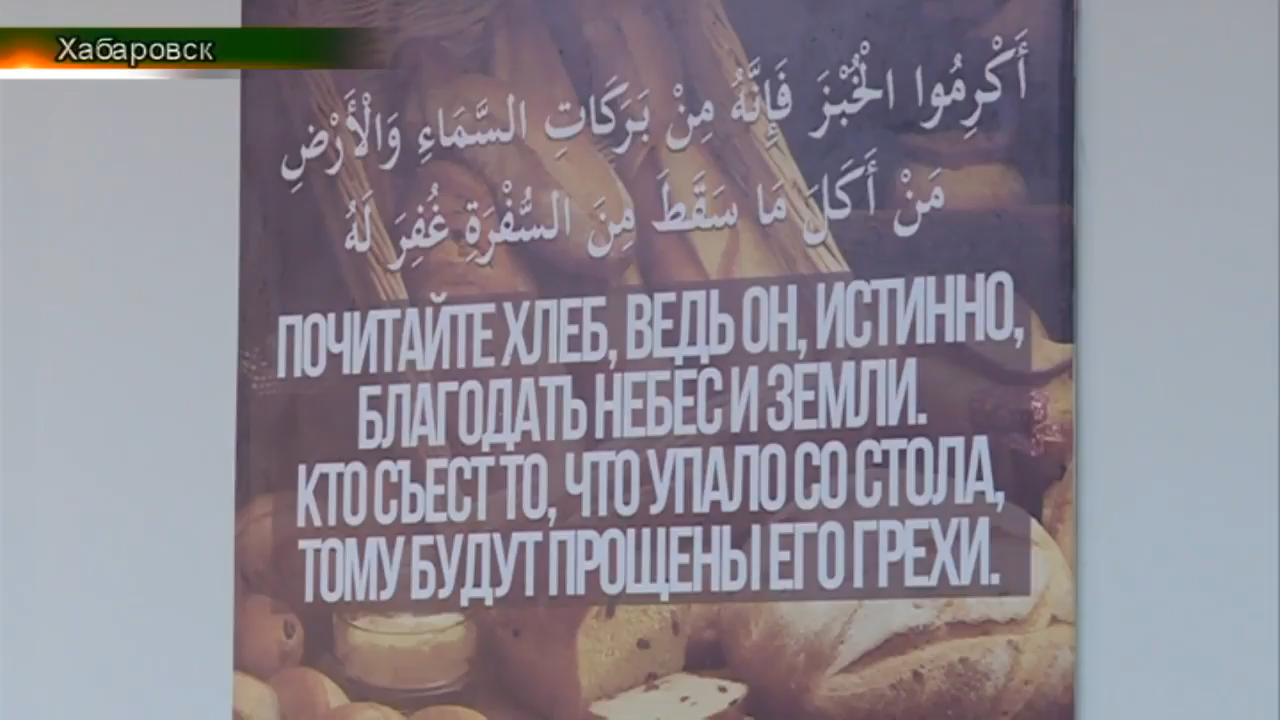 Хабаровск
أَكْرِمُوا الْخُبْزَ فَإِنَّهُ مِنْ بَرَكَاتِ السَّمَاءِ وَالْأَرْضِ
مَنْ أَكَلَ مَا سَقَطَ مِنَ السُّفْرَةِ غُفِرَ لَهُ
ПОЧИТАЙТЕ ХЛЕБ, ВЕДЬ ОН, ИСТИННО,
БЛАГОДАТЬ НЕБЕС И ЗЕМЛИ.
КТО СЪЕСТ ТО, ЧТО УПАЛО СО СТОЛА,
ТОМУ БУДУТ ПРОЩЕНЫ ЕГО ГРЕХИ.